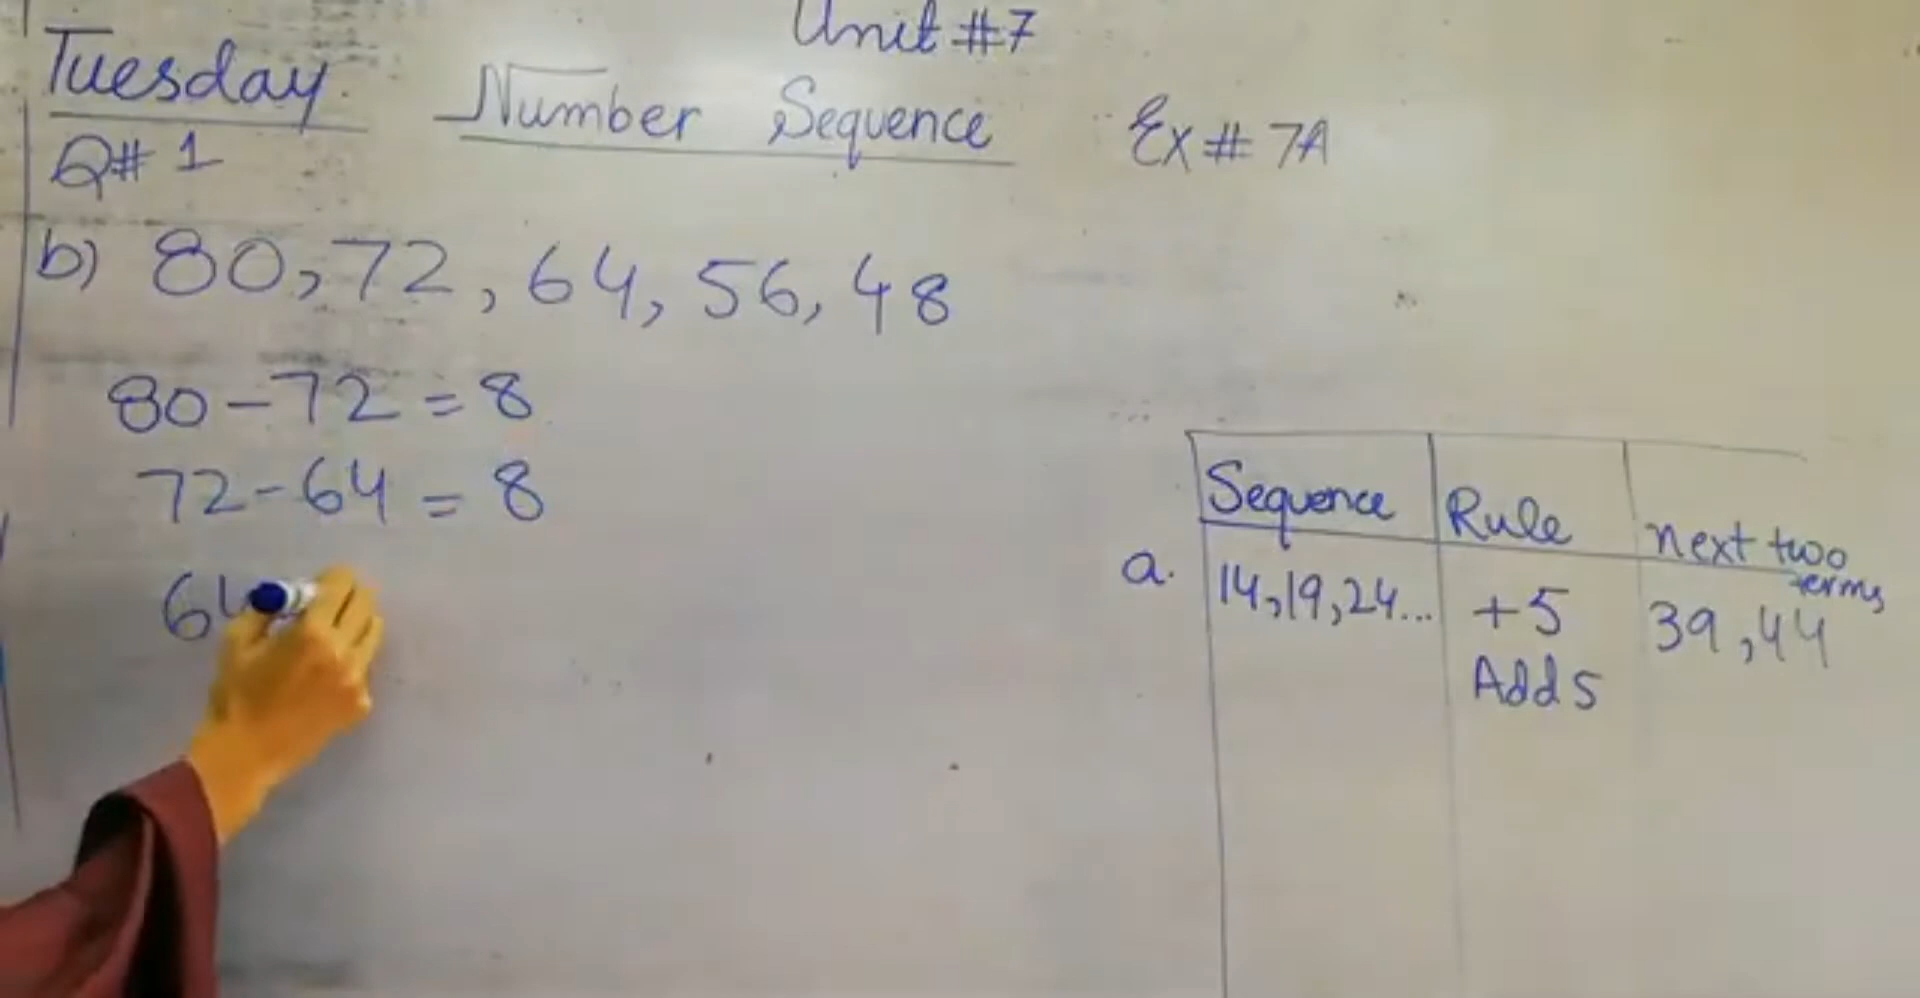 Unit #7
Tuesday
Number Sequence
Ex # 7A
Q# 1
b) 80, 72, 64, 56, 48
80 - 72 = 8
72 - 64 = 8
64
Sequence Rule next two terms
a. 14, 19, 24... +5 39, 44
Add 5